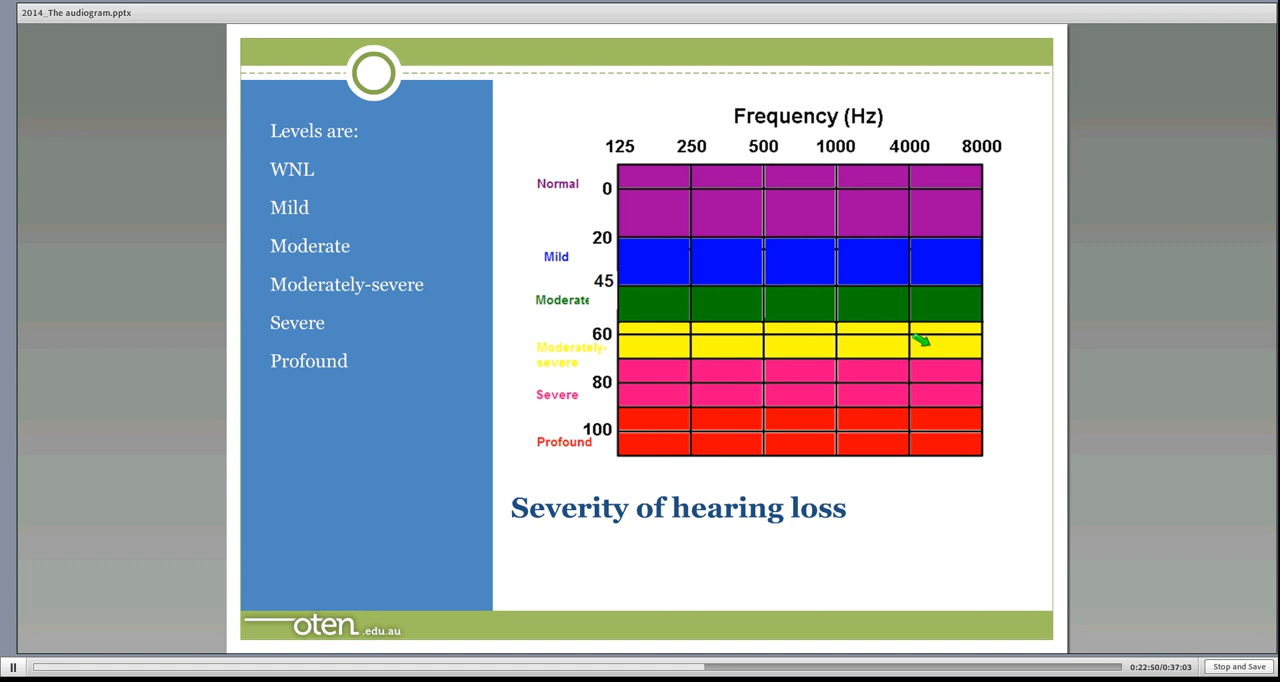 2014_The audiogram.pptx
Levels are:
WNL
Mild
Moderate
Moderately-severe
Severe
Profound
Frequency (Hz)
125 250 500 1000 4000 8000
Normal
0
20
Mild
45
Moderate
60
Moderately-
severe
80
Severe
100
Profound
Severity of hearing loss
oten.edu.au
0:22:50/0:37:03
Stop and Save